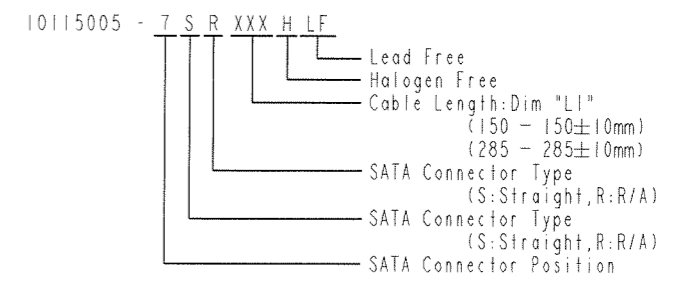 10115005 - 7 S R XXX H LF
Lead Free
Halogen Free
Cable Length:Dim "L1"
(150 - 150±10mm)
(285 - 285±10mm)
SATA Connector Type
(S:Straight,R:R/A)
SATA Connector Type
(S:Straight,R:R/A)
SATA Connector Position